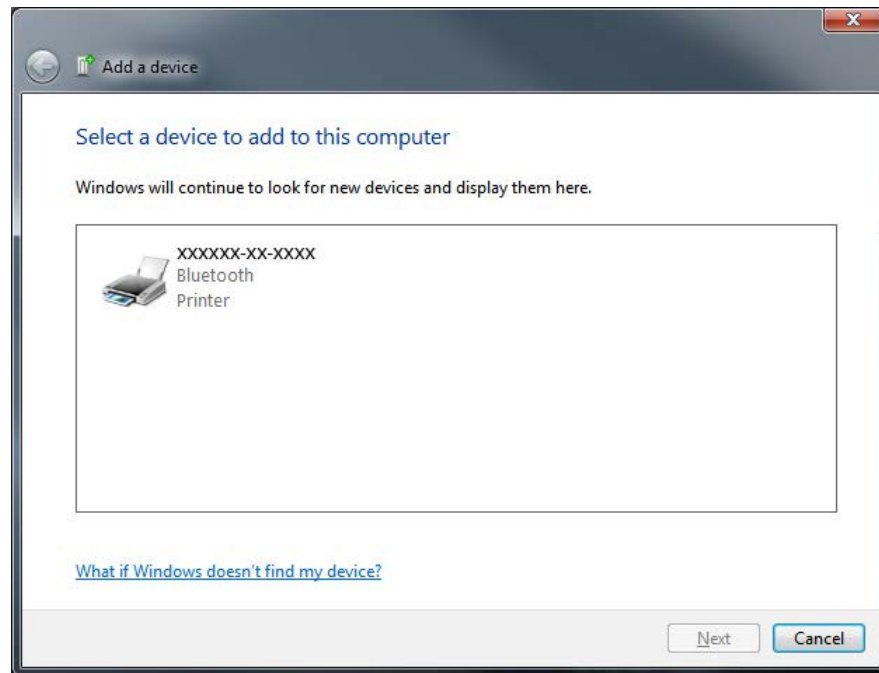 Add a device
Select a device to add to this computer
Windows will continue to look for new devices and display them here.
XXXXXX-XX-XXXX
Bluetooth
Printer
What if Windows doesn't find my device?
Next
Cancel